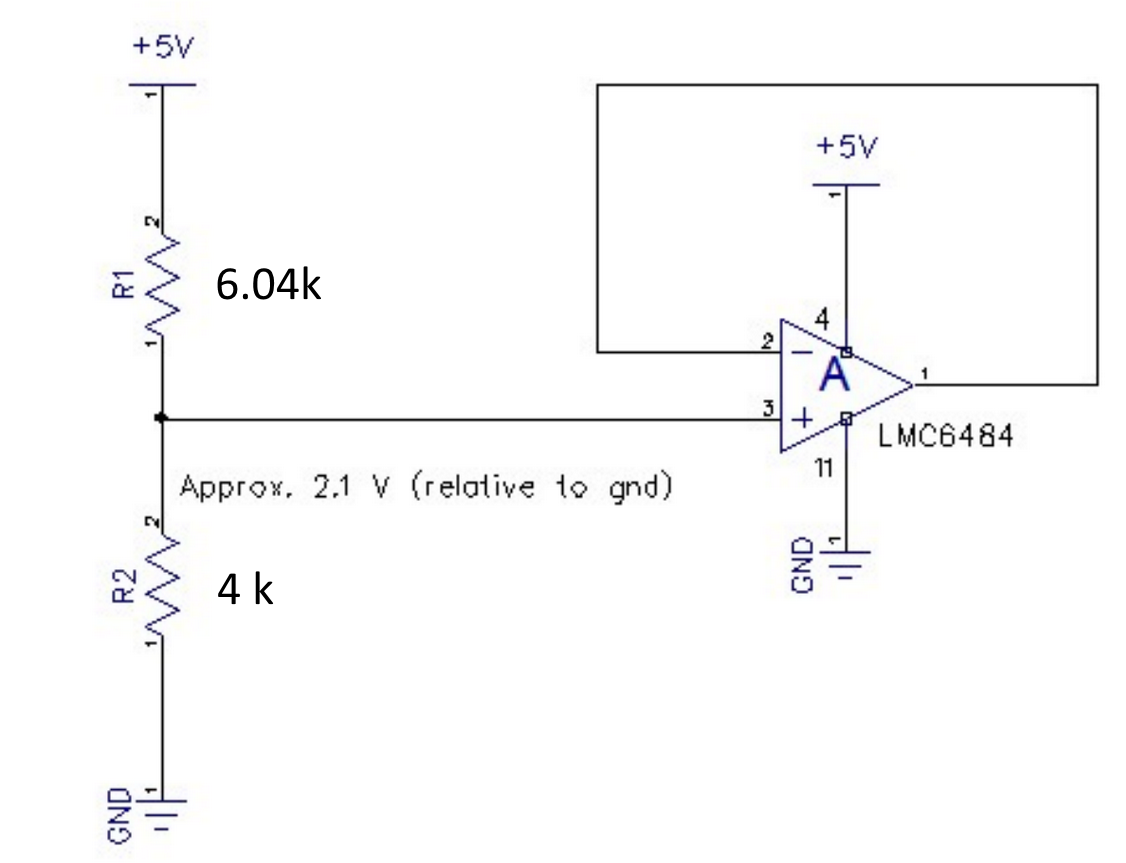 +5V
1
2
R1
6.04k
1
Approx. 2.1 V (relative to gnd)
2
R2
4 k
1
1
GND
+5V
1
4
2
−
A
1
3
+
LMC6484
11
1
GND